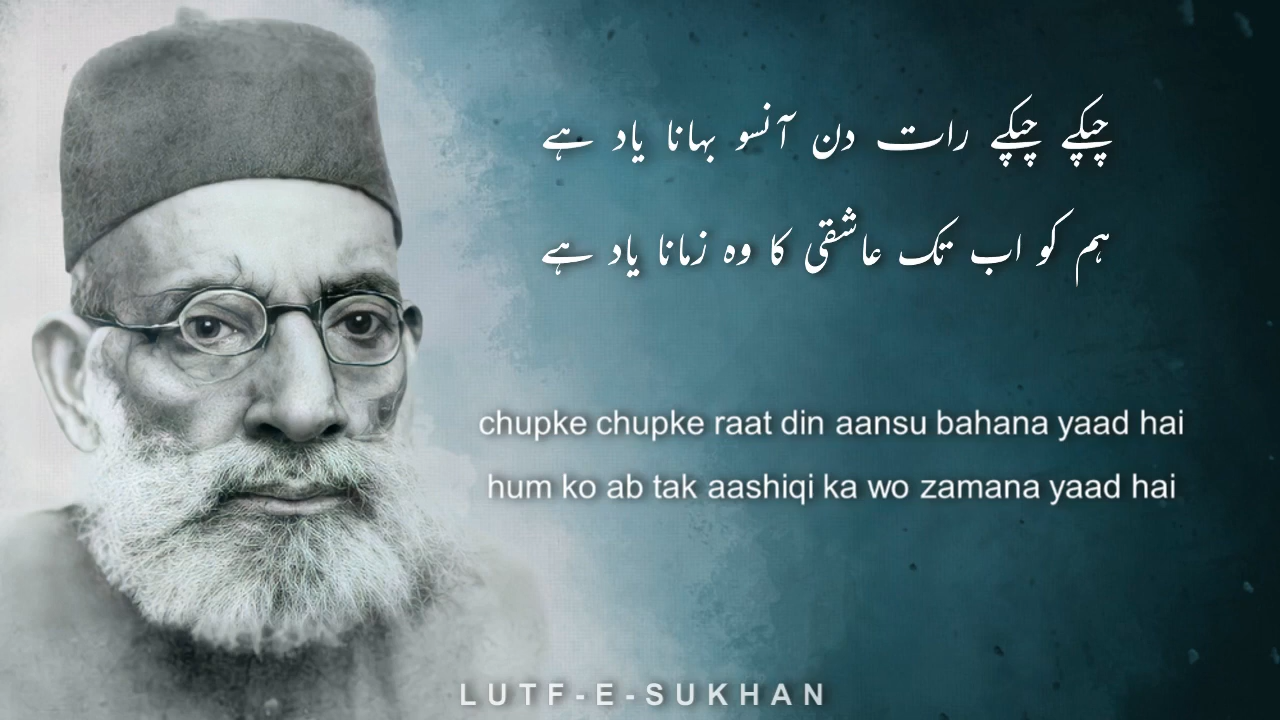 چپکے چپکے رات دن آنسو بہانا یاد ہے
ہم کو اب تک عاشقی کا وہ زمانا یاد ہے
chupke chupke raat din aansu bahana yaad hai
hum ko ab tak aashiqi ka wo zamana yaad hai
LUTF-E-SUKHAN